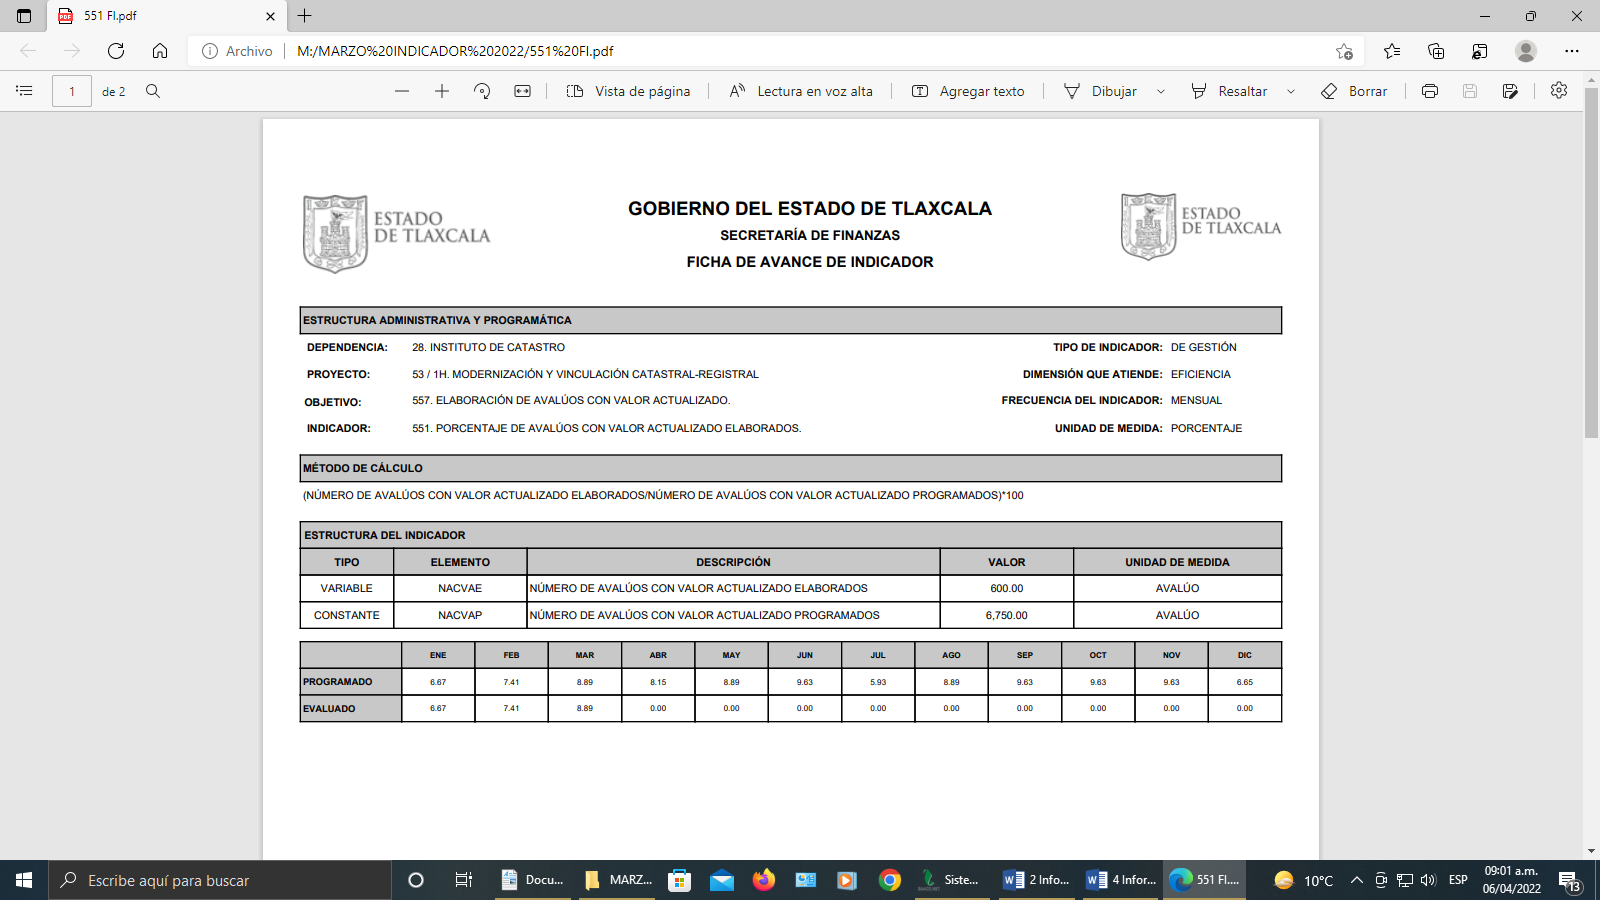 551 FI.pdf
Archivo
M:/MARZO%20INDICADOR%202022/551%20FI.pdf
1 de 2
Vista de página
Lectura en voz alta
Agregar texto
Dibujar
Resaltar
Borrar
ESTADO
DE TLAXCALA
GOBIERNO DEL ESTADO DE TLAXCALA
SECRETARÍA DE FINANZAS
FICHA DE AVANCE DE INDICADOR
ESTADO
DE TLAXCALA
ESTRUCTURA ADMINISTRATIVA Y PROGRAMÁTICA
DEPENDENCIA: 28. INSTITUTO DE CATASTRO TIPO DE INDICADOR: DE GESTIÓN
PROYECTO: 53 / 1H. MODERNIZACIÓN Y VINCULACIÓN CATASTRAL-REGISTRAL DIMENSIÓN QUE ATIENDE: EFICIENCIA
OBJETIVO: 557. ELABORACIÓN DE AVALÚOS CON VALOR ACTUALIZADO. FRECUENCIA DEL INDICADOR: MENSUAL
INDICADOR: 551. PORCENTAJE DE AVALÚOS CON VALOR ACTUALIZADO ELABORADOS. UNIDAD DE MEDIDA: PORCENTAJE
MÉTODO DE CÁLCULO
(NÚMERO DE AVALÚOS CON VALOR ACTUALIZADO ELABORADOS/NÚMERO DE AVALÚOS CON VALOR ACTUALIZADO PROGRAMADOS)*100
ESTRUCTURA DEL INDICADOR
TIPO ELEMENTO DESCRIPCIÓN VALOR UNIDAD DE MEDIDA
VARIABLE NACVAE NÚMERO DE AVALÚOS CON VALOR ACTUALIZADO ELABORADOS 600.00 AVALÚO
CONSTANTE NACVAP NÚMERO DE AVALÚOS CON VALOR ACTUALIZADO PROGRAMADOS 6,750.00 AVALÚO
ENE FEB MAR ABR MAY JUN JUL AGO SEP OCT NOV DIC
PROGRAMADO 6.67 7.41 8.89 8.15 8.89 9.63 5.93 8.89 9.63 9.63 9.63 6.65
EVALUADO 6.67 7.41 8.89 0.00 0.00 0.00 0.00 0.00 0.00 0.00 0.00 0.00
Escribe aquí para buscar
Docu...
MARZ...
Siste...
2 Info...
4 Infor...
551 FI....
10°C
ESP
09:01 a.m.
06/04/2022
13